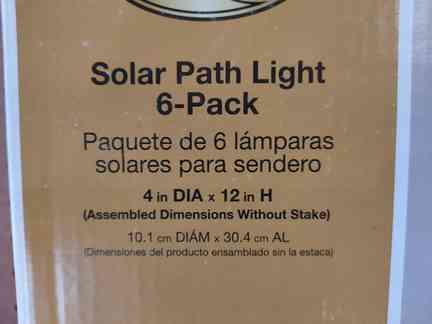 Solar Path Light
6-Pack
Paquete de 6 lámparas
solares para sendero
4 in DIA x 12 in H
(Assembled Dimensions Without Stake)
10.1 cm DIÁM x 30.4 cm AL
(Dimensiones del producto ensamblado sin la estaca)